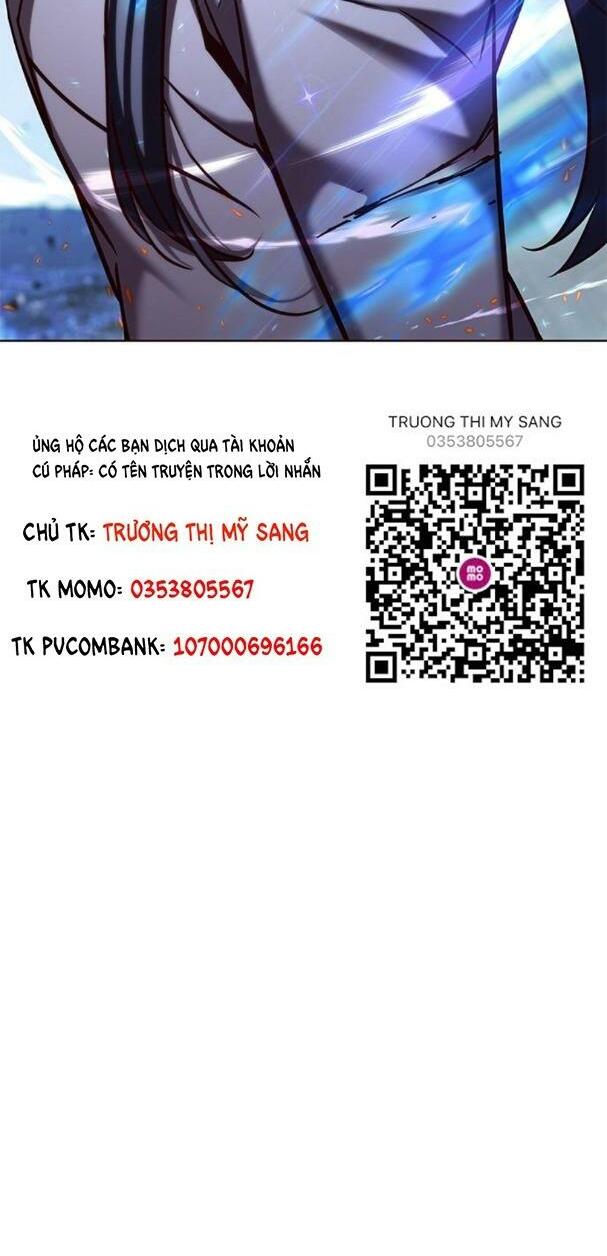 ỦNG HỘ CÁC BẠN DỊCH QUA TÀI KHOẢN
CÚ PHÁP: CÓ TÊN TRUYỆN TRONG LỜI NHẮN
CHỦ TK: TRƯƠNG THỊ MỸ SANG
TK MOMO: 0353805567
TK PVCOMBANK: 107000696166
TRUONG THI MY SANG
0353805567
mo
mo